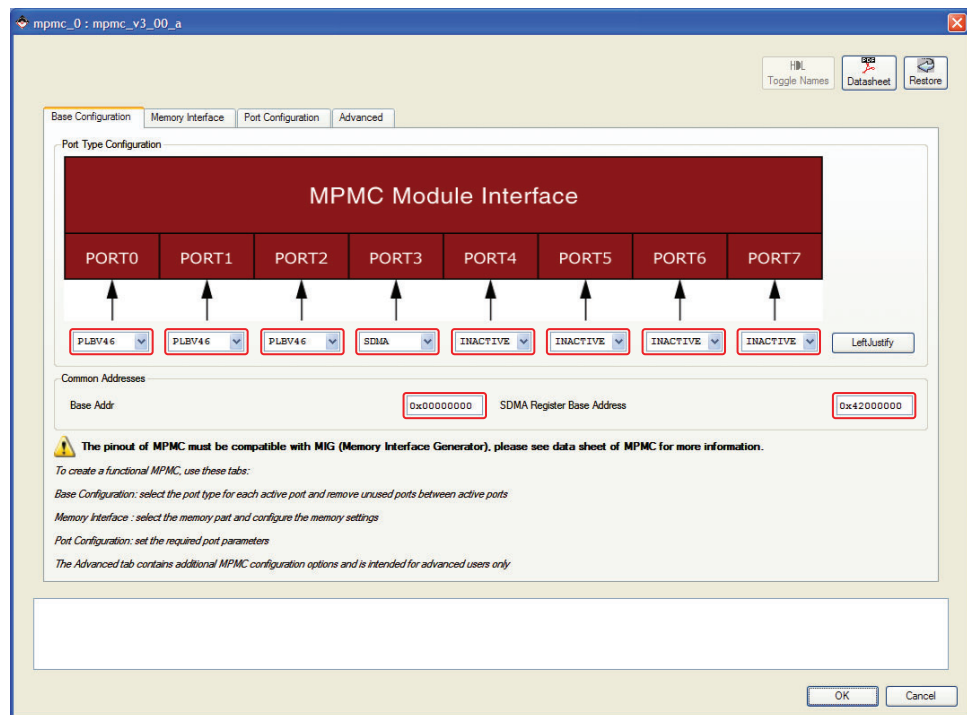 mpmc_0 : mpmc_v3_00_a
HDL
Toggle Names
Datasheet
Restore
Base Configuration Memory Interface Port Configuration Advanced
Port Type Configuration
MPMC Module Interface
PORT0 PORT1 PORT2 PORT3 PORT4 PORT5 PORT6 PORT7
PLBV46 PLBV46 PLBV46 SDMA INACTIVE INACTIVE INACTIVE INACTIVE LeftJustify
Common Addresses
Base Addr 0x00000000 SDMA Register Base Address 0x42000000
The pinout of MPMC must be compatible with MIG (Memory Interface Generator), please see data sheet of MPMC for more information.
To create a functional MPMC, use these tabs:
Base Configuration: select the port type for each active port and remove unused ports between active ports
Memory Interface : select the memory part and configure the memory settings
Port Configuration: set the required port parameters
The Advanced tab contains additional MPMC configuration options and is intended for advanced users only
OK Cancel